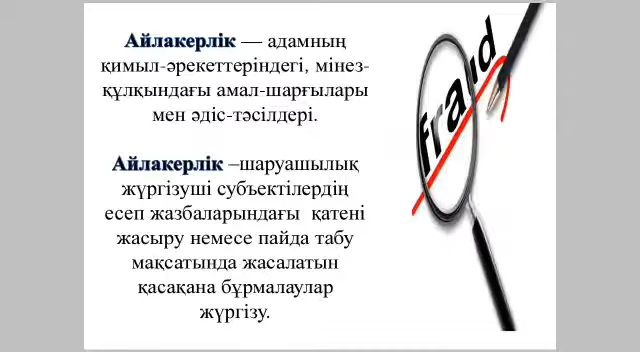 Айлакерлік — адамның
қимыл-әрекеттеріндегі, мінез-
құлқындағы амал-шарғылары
мен әдіс-тәсілдері.
Айлакерлік –шаруашылық
жүргізуші субъектілердің
есеп жазбаларындағы қатені
жасыру немесе пайда табу
мақсатында жасалатын
қасақана бұрмалаулар
жүргізу.
fraud